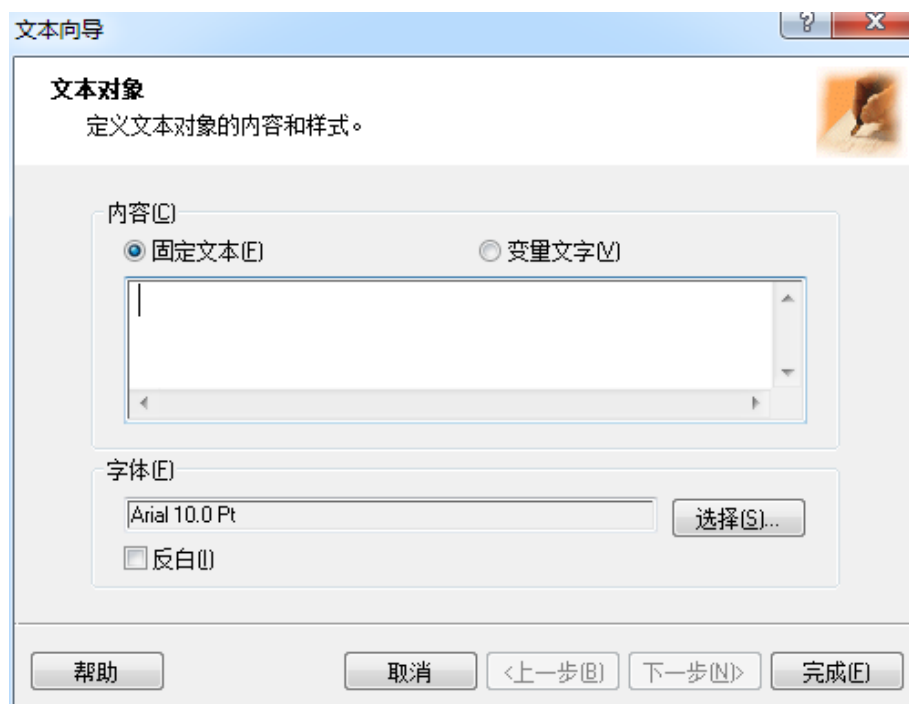 文本向导
文本对象
定义文本对象的内容和样式。
内容(C)
固定文本(F) 变量文字(V)
字体(F)
Arial 10.0 Pt 选择(S)...
反白(I)
帮助 取消 <上一步(B) 下一步(N)> 完成(F)